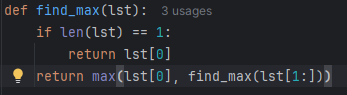 def find_max(lst):  3 usages
    if len(lst) == 1:
        return lst[0]
    return max(lst[0], find_max(lst[1:]))